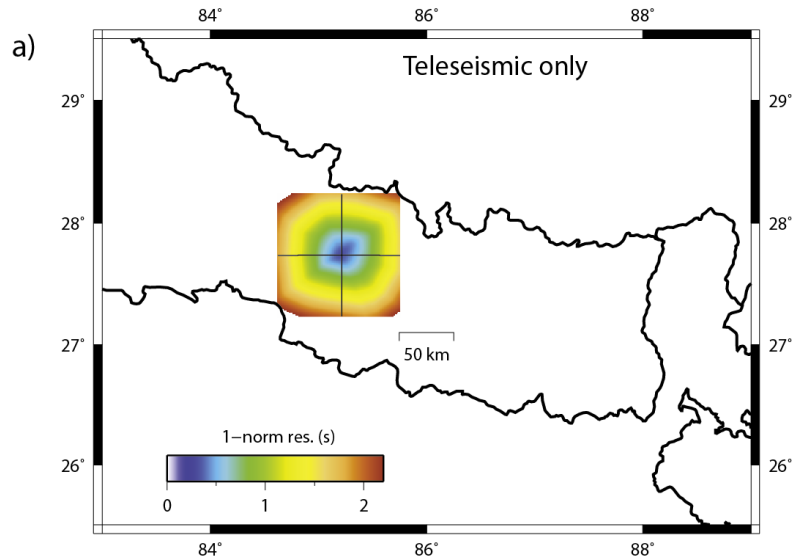 84˚ 86˚ 88˚
a)
Teleseismic only
29˚ 29˚
28˚ 28˚
50 km
27˚ 27˚
1−norm res. (s)
26˚ 26˚
0 1 2
84˚ 86˚ 88˚